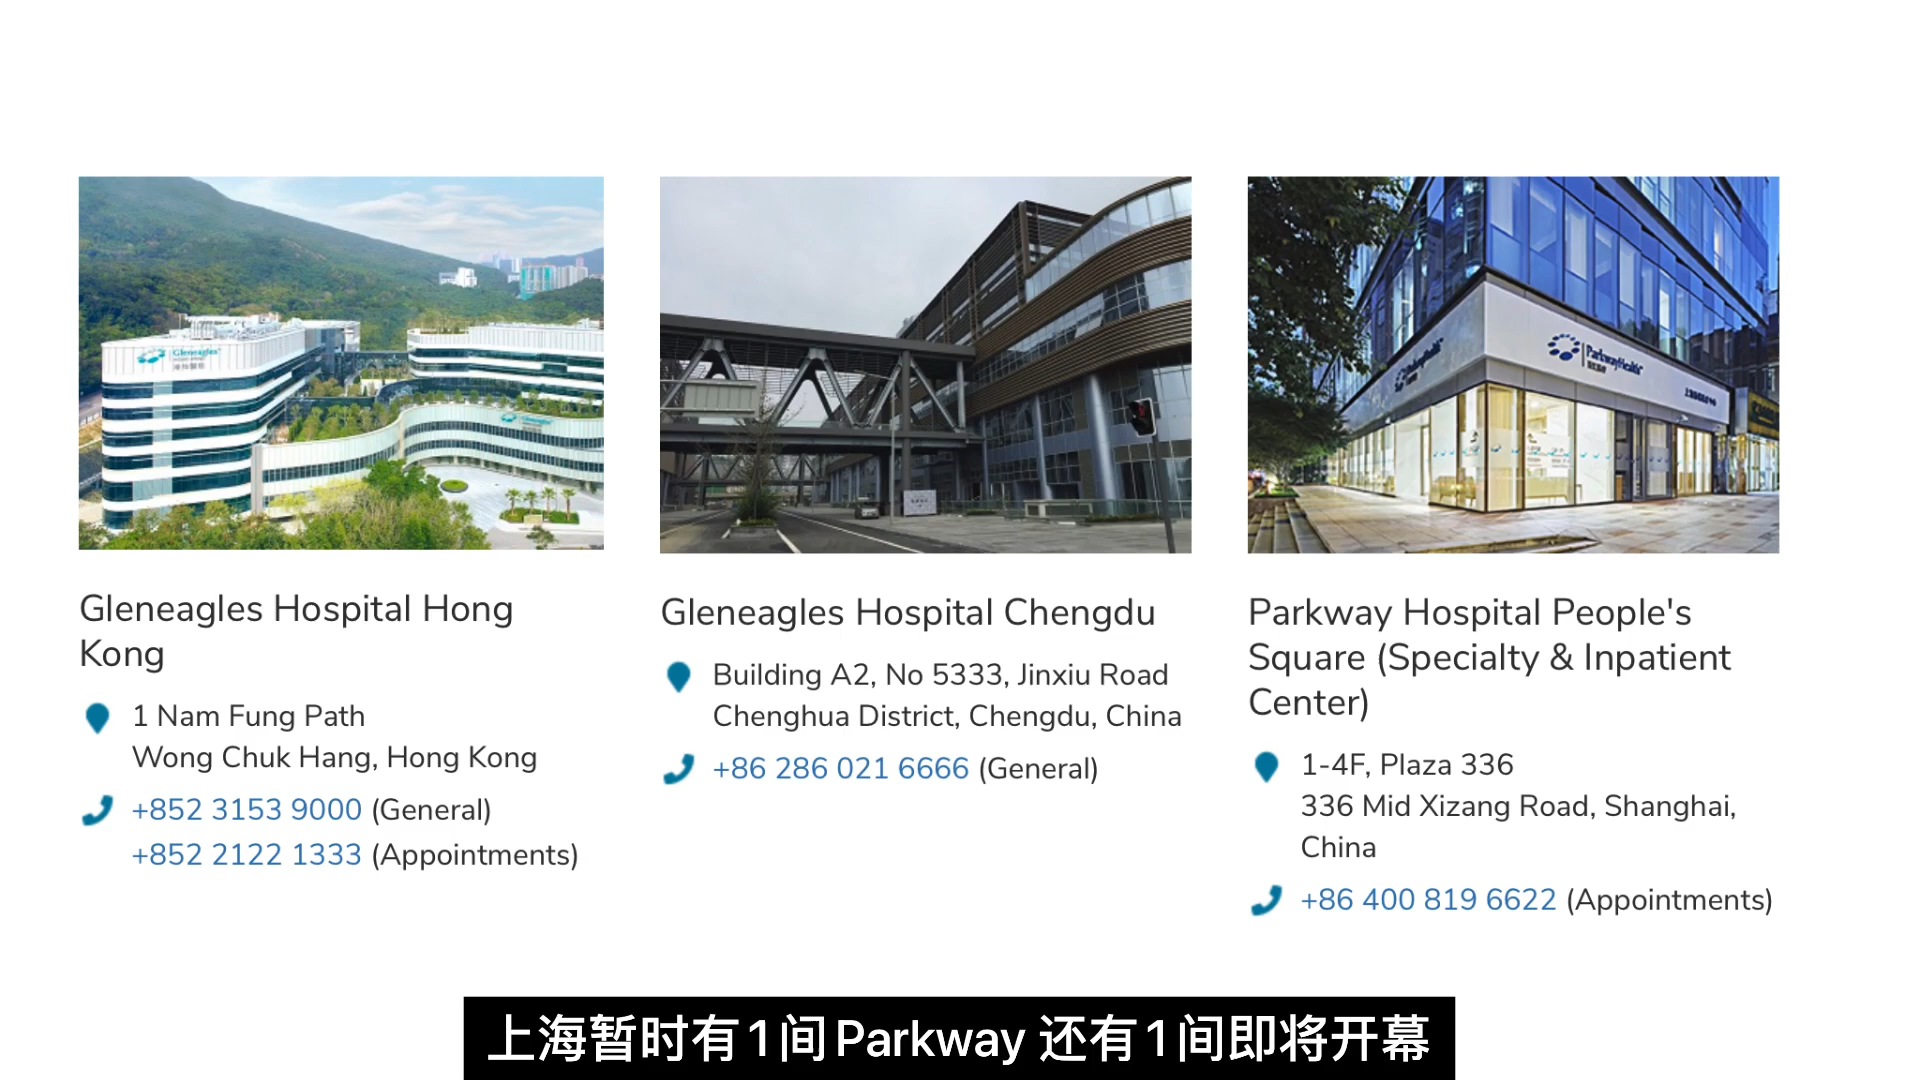 Gleneagles
ParkwayHealth
Gleneagles Hospital Hong
Kong
1 Nam Fung Path
Wong Chuk Hang, Hong Kong
+852 3153 9000 (General)
+852 2122 1333 (Appointments)
Gleneagles Hospital Chengdu
Building A2, No 5333, Jinxiu Road
Chenghua District, Chengdu, China
+86 286 021 6666 (General)
Parkway Hospital People's
Square (Specialty & Inpatient
Center)
1-4F, Plaza 336
336 Mid Xizang Road, Shanghai,
China
+86 400 819 6622 (Appointments)
上海暂时有1间Parkway 还有1间即将开幕